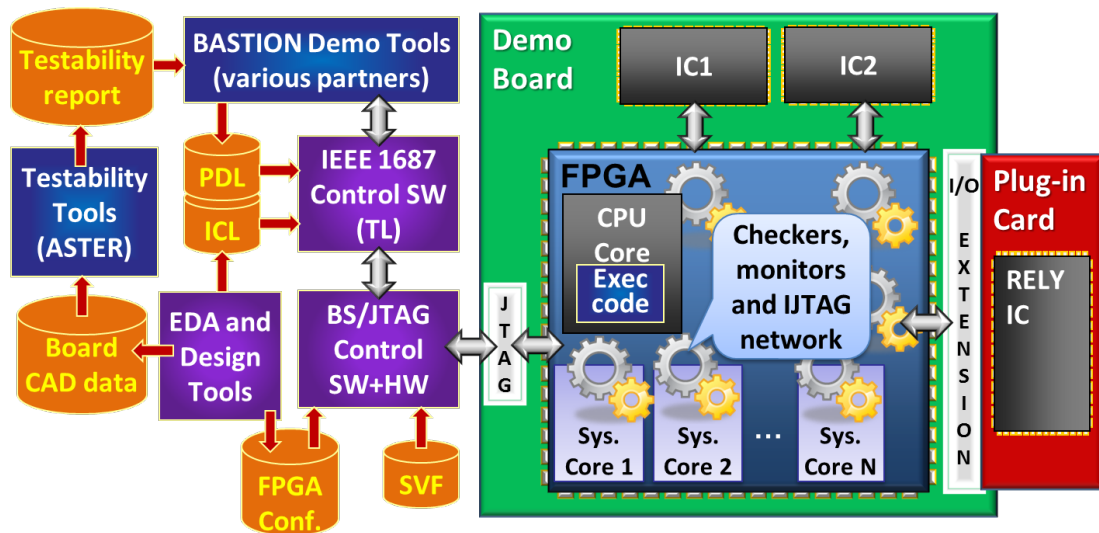 Testability
report
BASTION Demo Tools
(various partners)
Testability
Tools
(ASTER)
PDL
ICL
IEEE 1687
Control SW
(TL)
Board
CAD data
EDA and
Design
Tools
BS/JTAG
Control
SW+HW
FPGA
Conf.
SVF
JTAG
Demo
Board
IC1
IC2
FPGA
CPU
Core
Exec
code
Checkers,
monitors
and IJTAG
network
Sys.
Core 1
Sys.
Core 2
...
Sys.
Core N
I/O
EXTENSION
Plug-in
Card
RELY
IC